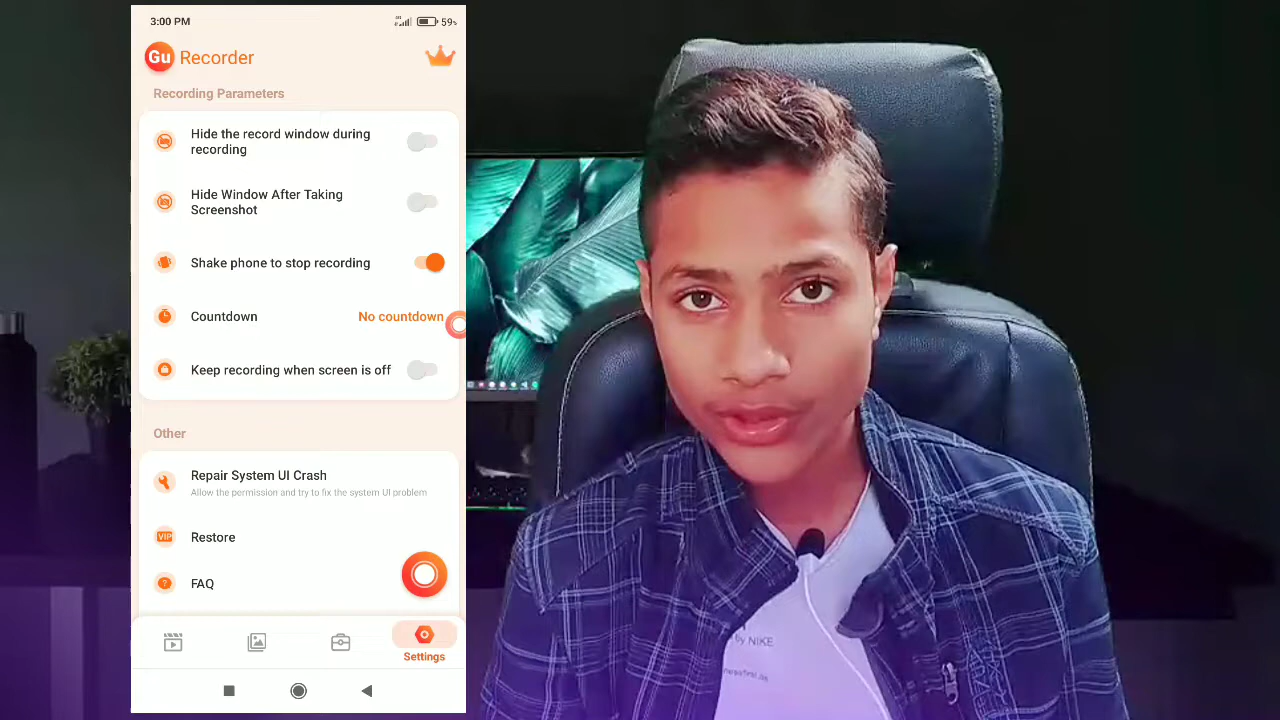 3:00 PM
59%
Gu Recorder
Recording Parameters
Hide the record window during
recording
Hide Window After Taking
Screenshot
Shake phone to stop recording
Countdown
No countdown
Keep recording when screen is off
Other
Repair System UI Crash
Allow the permission and try to fix the system UI problem
VIP
Restore
?
FAQ
Settings
by NIKE